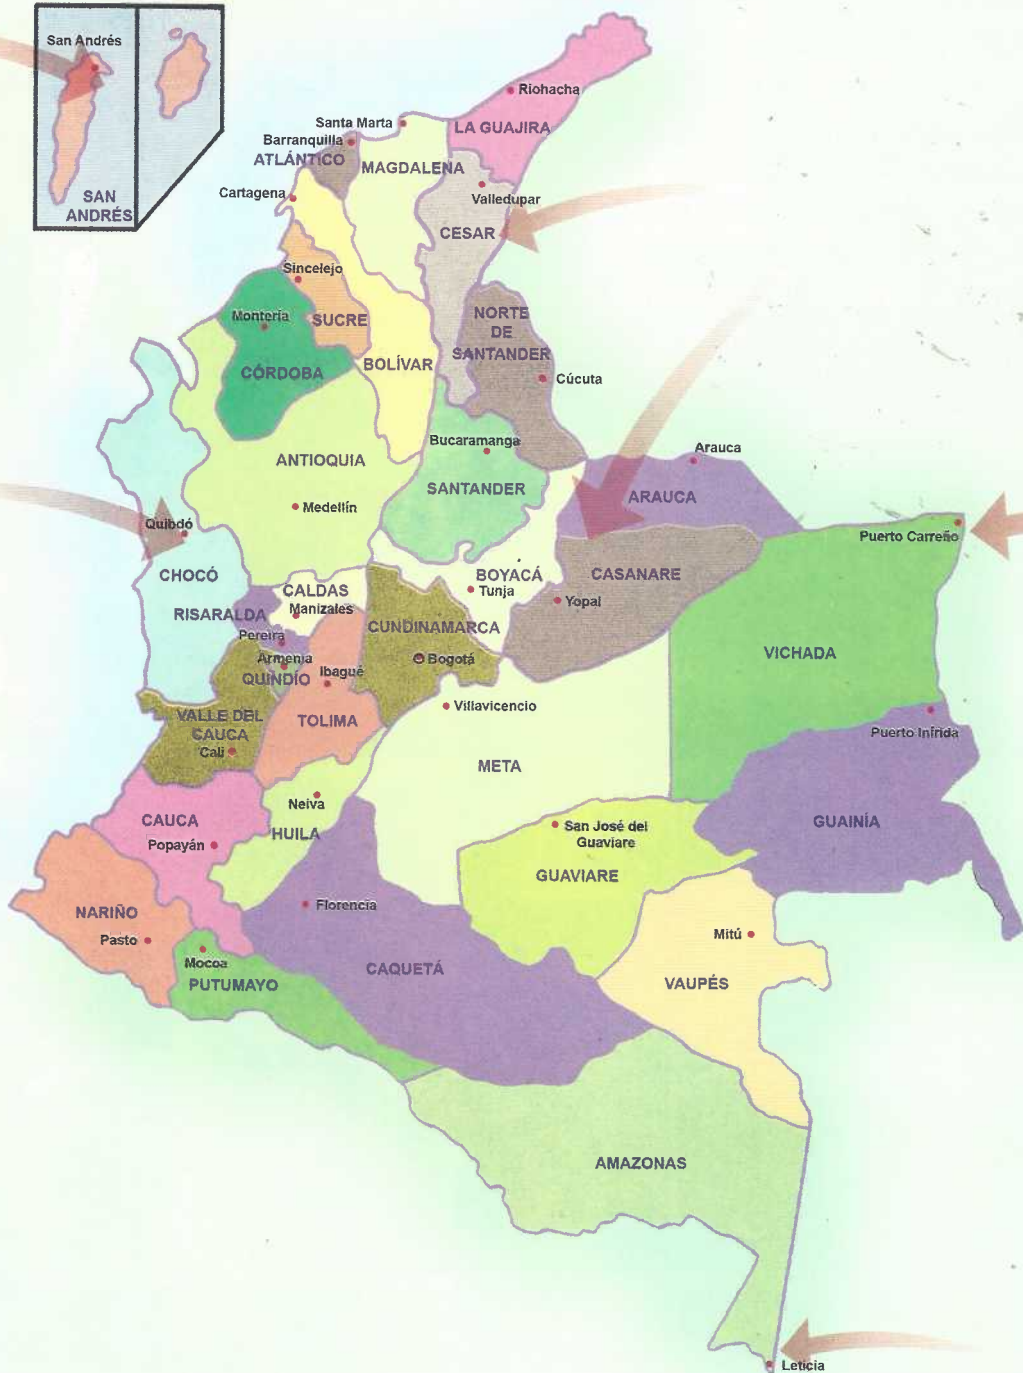 San Andrés
SAN
ANDRÉS
Riohacha
LA GUAJIRA
Santa Marta
Barranquilla
ATLÁNTICO
MAGDALENA
Cartagena
Valledupar
CESAR
Sincelejo
SUCRE
Montería
CÓRDOBA
BOLÍVAR
NORTE
DE
SANTANDER
Cúcuta
ANTIOQUIA
Medellín
Bucaramanga
SANTANDER
Arauca
ARAUCA
Quibdó
CHOCÓ
Puerto Carreño
BOYACÁ
Tunja
CASANARE
Yopal
CALDAS
Manizales
RISARALDA
Pereira
CUNDINAMARCA
Bogotá
Armenia
QUINDÍO
Ibagué
TOLIMA
VICHADA
VALLE DEL
CAUCA
Cali
Villavicencio
META
Puerto Infrida
GUAINÍA
CAUCA
Popayán
Neiva
HUILA
San José del
Guaviare
GUAVIARE
NARIÑO
Pasto
Florencia
CAQUETÁ
Mocoa
PUTUMAYO
Mitú
VAUPÉS
AMAZONAS
Leticia